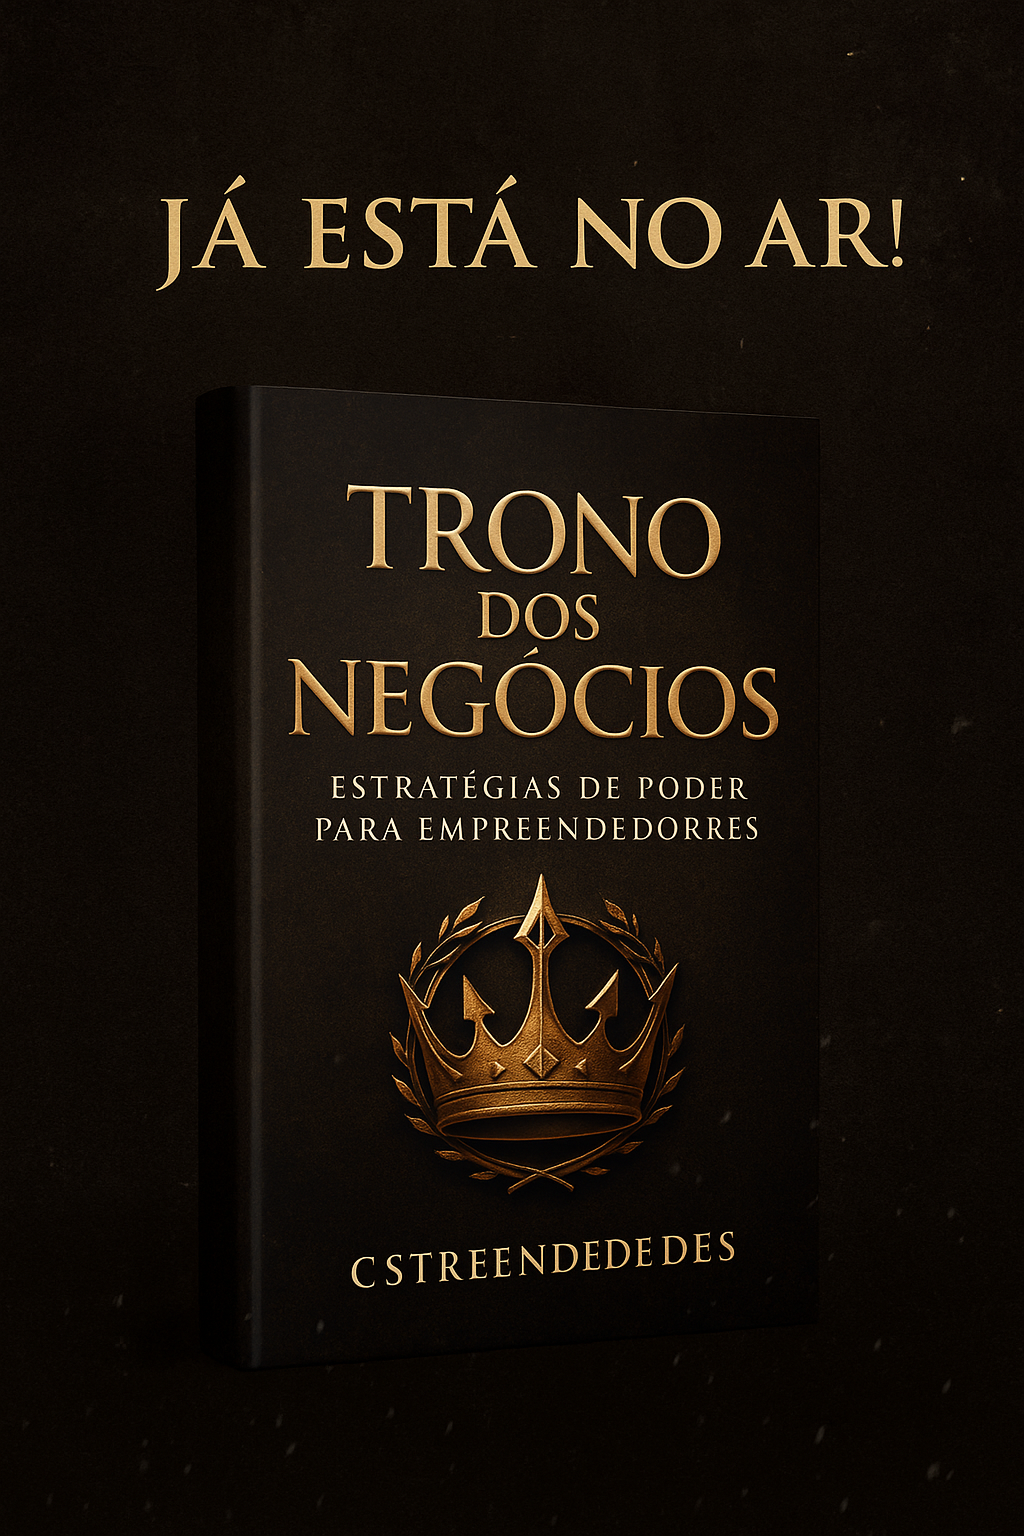 JÁ ESTÁ NO AR!
TRONO
DOS
NEGÓCIOS
ESTRATÉGIAS DE PODER
PARA EMPREENDEDORRES
CSTREENDEDEDES